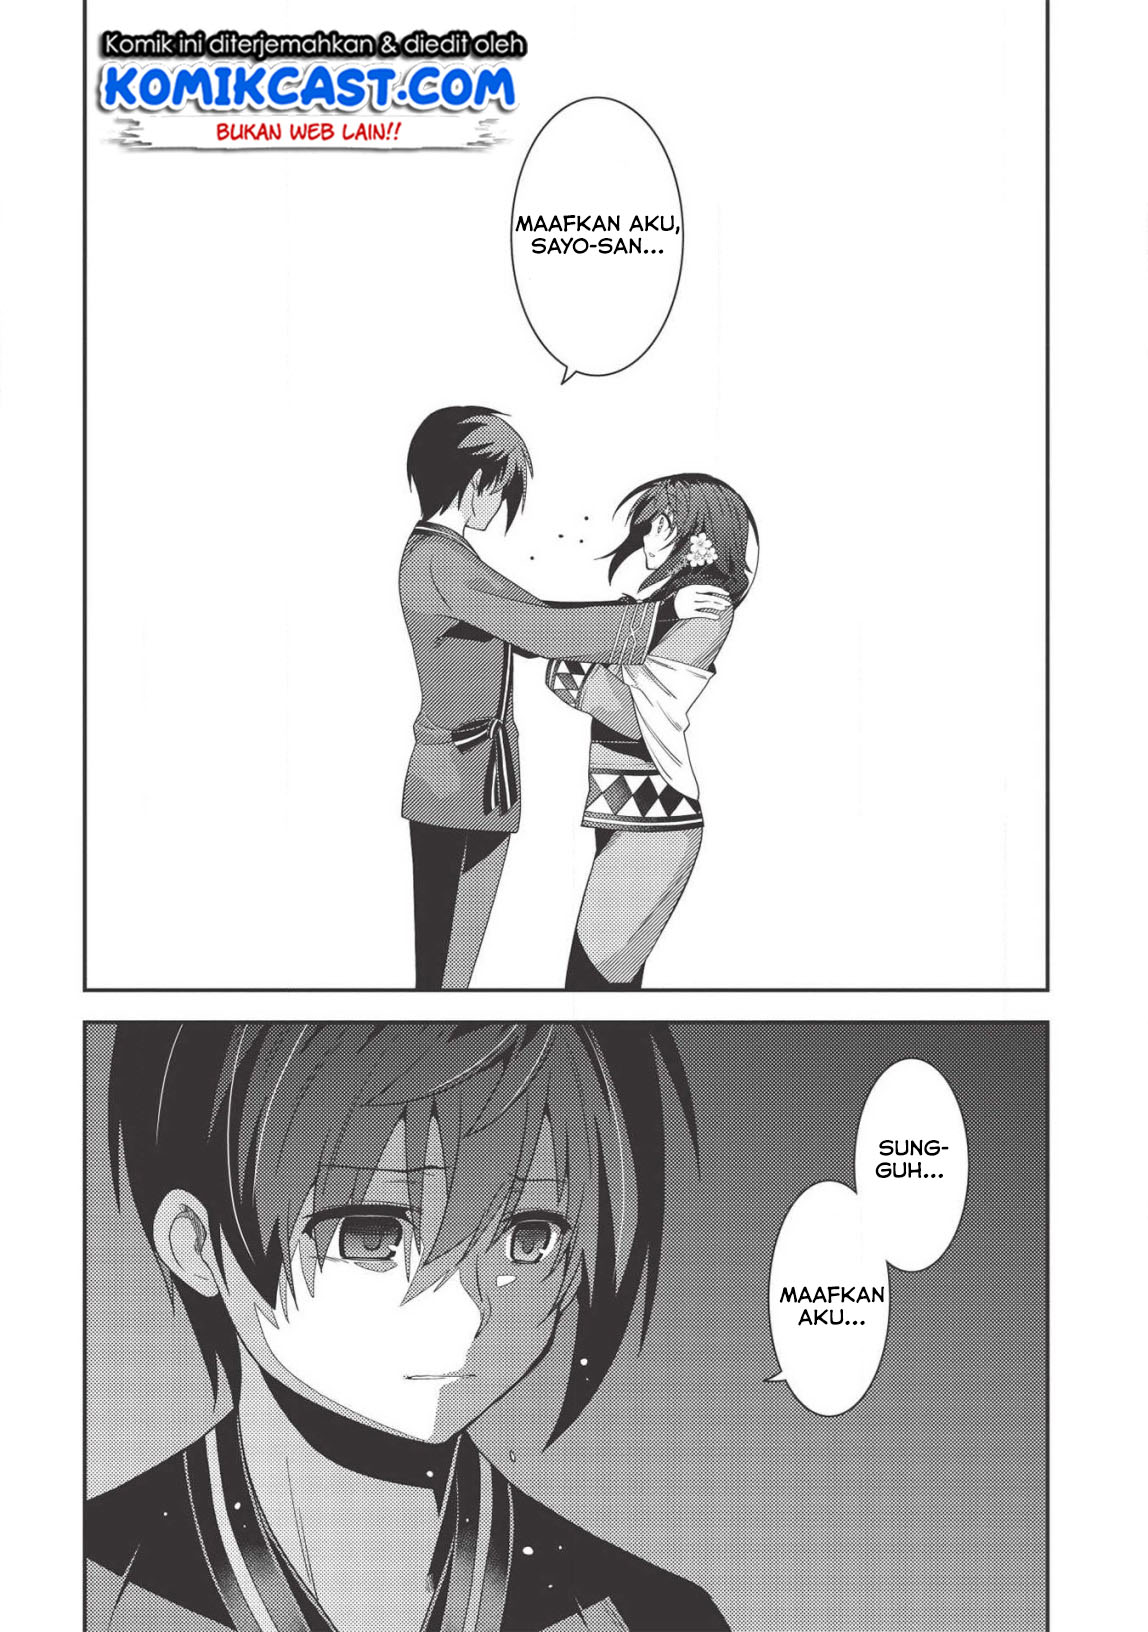 Komik ini diterjemahkan & diedit oleh
KOMIKCAST.COM
BUKAN WEB LAIN!!
MAAFKAN AKU,
SAYO-SAN...
SUNG-
GUH...
MAAFKAN
AKU...